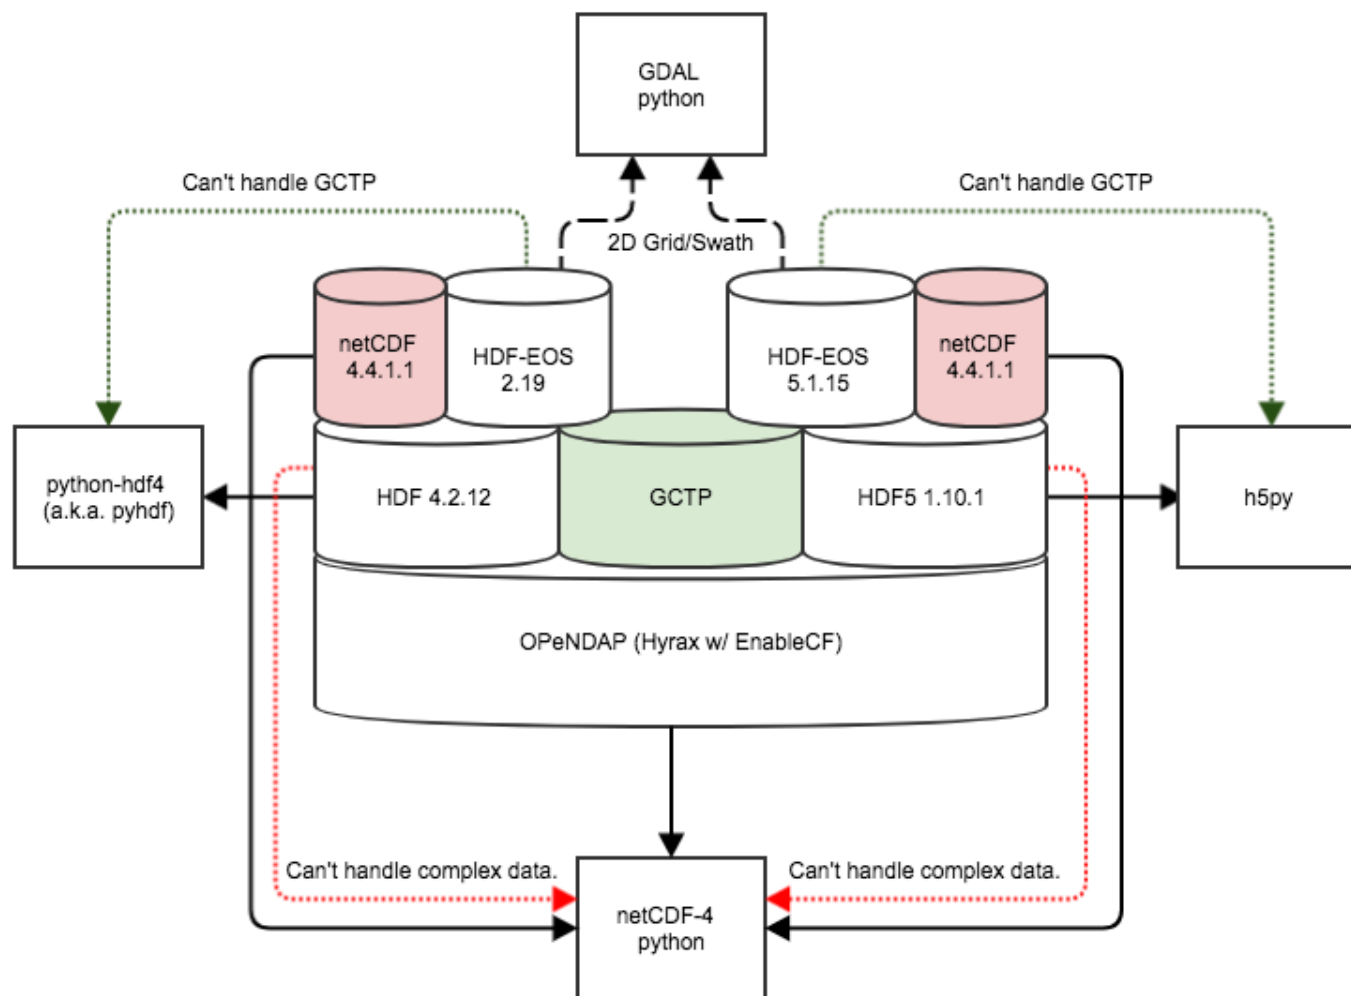 GDAL
python
Can't handle GCTP
Can't handle GCTP
2D Grid/Swath
netCDF
4.4.1.1
HDF-EOS
2.19
HDF-EOS
5.1.15
netCDF
4.4.1.1
python-hdf4
(a.k.a. pyhdf)
HDF 4.2.12
GCTP
HDF5 1.10.1
h5py
OPeNDAP (Hyrax w/ EnableCF)
Can't handle complex data.
Can't handle complex data.
netCDF-4
python